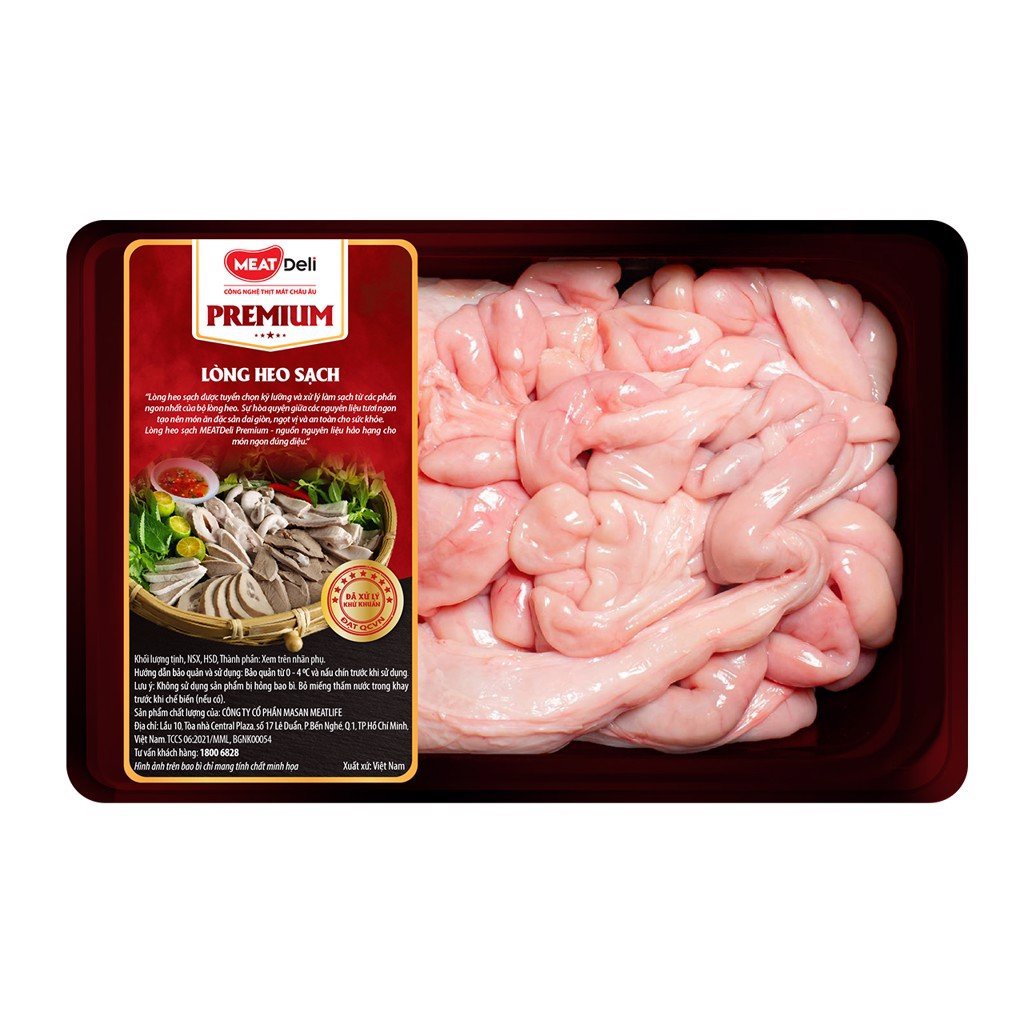 MEAT Deli
CÔNG NGHỆ THỊT MÁT CHÂU ÂU
PREMIUM
LÒNG HEO SẠCH
"Lòng heo sạch được tuyển chọn kỹ lưỡng và xử lý làm sạch từ các phần
ngon nhất của bộ lòng heo. Sự hòa quyện giữa các nguyên liệu tươi ngon
tạo nên món ăn đặc sản dai giòn, ngọt vị và an toàn cho sức khỏe.
Lòng heo sạch MEATDeli Premium - nguồn nguyên liệu hảo hạng cho
món ngon đúng điệu."
ĐÃ XỬ LÝ
KHỬ KHUẨN
ĐẠT QCVN
Khối lượng tịnh, NSX, HSD, Thành phần: Xem trên nhãn phụ.
Hướng dẫn bảo quản và sử dụng: Bảo quản từ 0 - 4 ºC và nấu chín trước khi sử dụng.
Lưu ý: Không sử dụng sản phẩm bị hỏng bao bì. Bỏ miếng thấm nước trong khay
trước khi chế biến (nếu có).
Sản phẩm chất lượng của: CÔNG TY CỔ PHẦN MASAN MEATLIFE
Địa chỉ: Lầu 10, Tòa nhà Central Plaza, số 17 Lê Duẩn, P.Bến Nghé, Q.1, TP Hồ Chí Minh,
Việt Nam. TCCS 06:2021/MML, BGNK00054
Tư vấn khách hàng: 1800 6828
Hình ảnh trên bao bì chỉ mang tính chất minh họa
Xuất xứ: Việt Nam